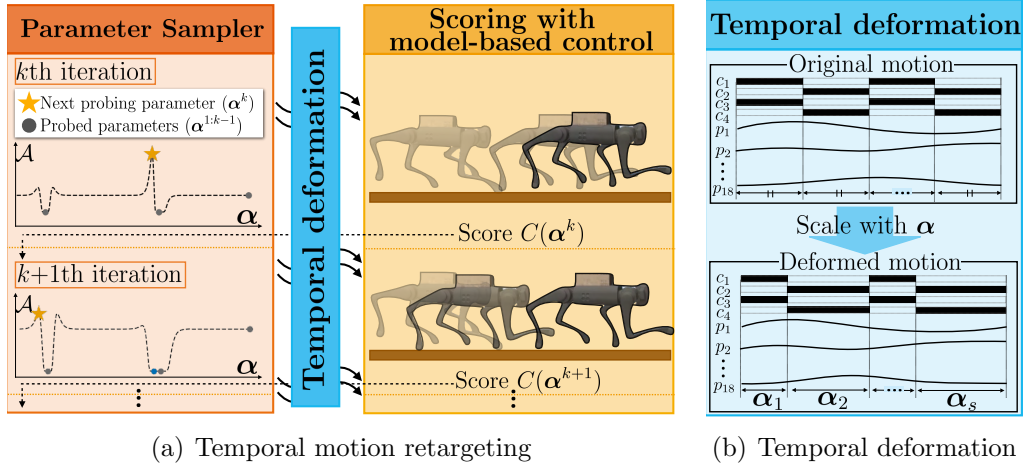 Parameter Sampler
kth iteration
Next probing parameter (α^k)
Probed parameters (α^{1:k−1})
𝒜
α
k+1th iteration
𝒜
α
⋮
Temporal deformation
Scoring with
model-based control
Score C(α^k)
Score C(α^{k+1})
⋮
(a) Temporal motion retargeting
Temporal deformation
Original motion
c₁
c₂
c₃
c₄
p₁
p₂
⋮
p₁₈
= = ⋯ =
Scale with α
Deformed motion
c₁
c₂
c₃
c₄
p₁
p₂
⋮
p₁₈
α₁ α₂ ⋯ αₛ
(b) Temporal deformation